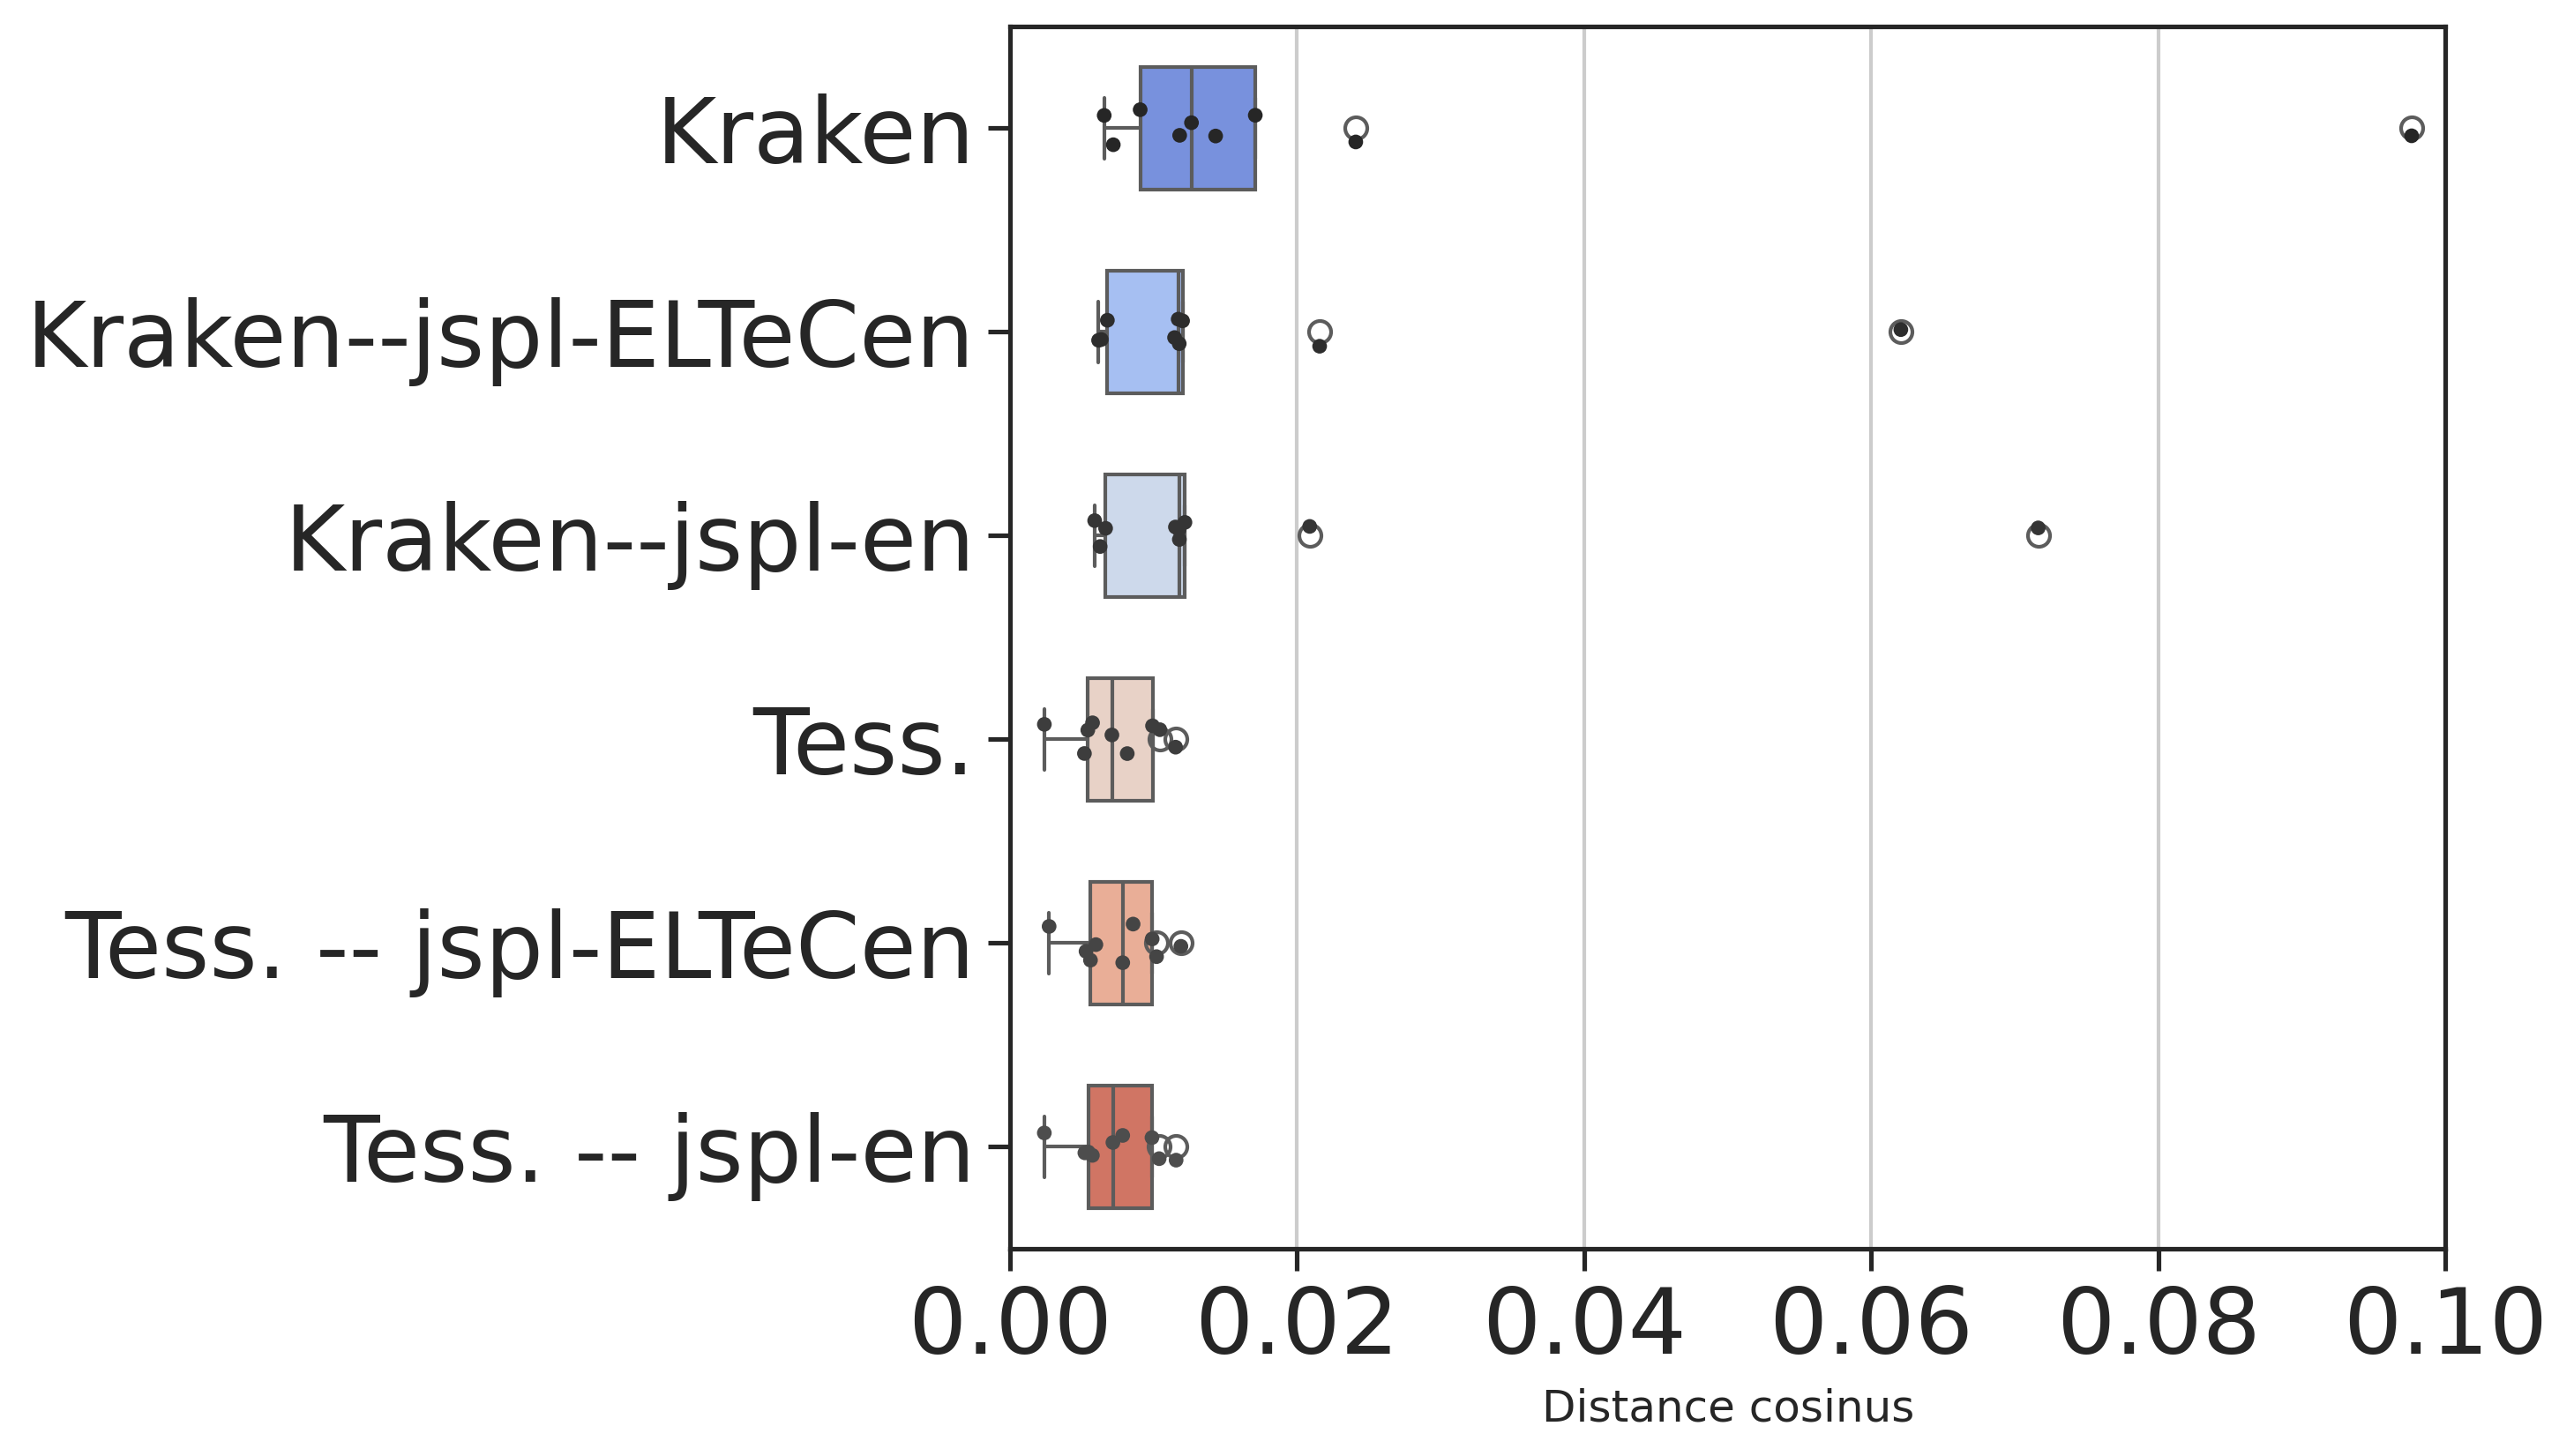 Kraken
Kraken--jspl-ELTeCen
Kraken--jspl-en
Tess.
Tess. -- jspl-ELTeCen
Tess. -- jspl-en
0.00 0.02 0.04 0.06 0.08 0.10
Distance cosinus